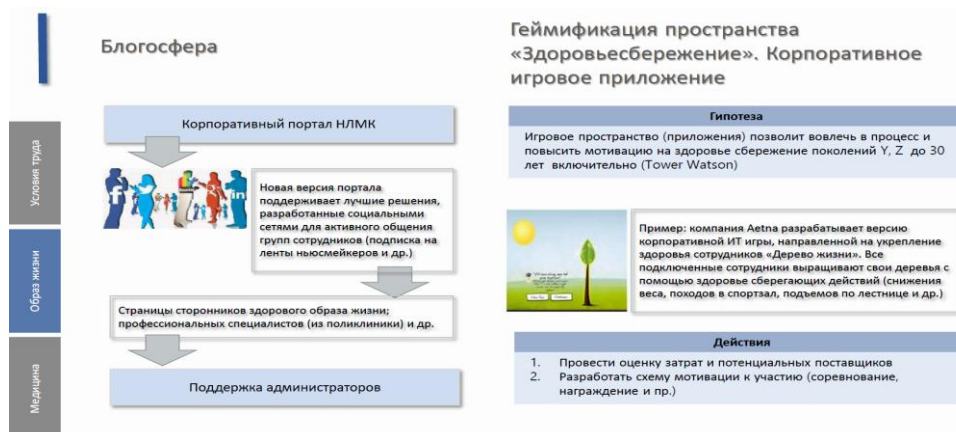 Блогосфера
Корпоративный портал НЛМК
Новая версия портала
поддерживает лучшие решения,
разработанные социальными
сетями для активного общения
групп сотрудников (подписка на
ленты ньюсмейкеров и др.)
Страницы сторонников здорового образа жизни;
профессиональных специалистов (из поликлиники) и др.
Поддержка администраторов
Условия труда
Образ жизни
Медицина
Геймификация пространства
«Здоровьесбережение». Корпоративное
игровое приложение
Гипотеза
Игровое пространство (приложения) позволит вовлечь в процесс и
повысить мотивацию на здоровье сбережение поколений Y, Z до 30
лет включительно (Tower Watson)
Пример: компания Aetna разрабатывает версию
корпоративной ИТ игры, направленной на укрепление
здоровья сотрудников «Дерево жизни». Все
подключенные сотрудники выращивают свои деревья с
помощью здоровье сберегающих действий (снижения
веса, походов в спортзал, подъемов по лестнице и др.)
Действия
1. Провести оценку затрат и потенциальных поставщиков
2. Разработать схему мотивации к участию (соревнование,
награждение и пр.)